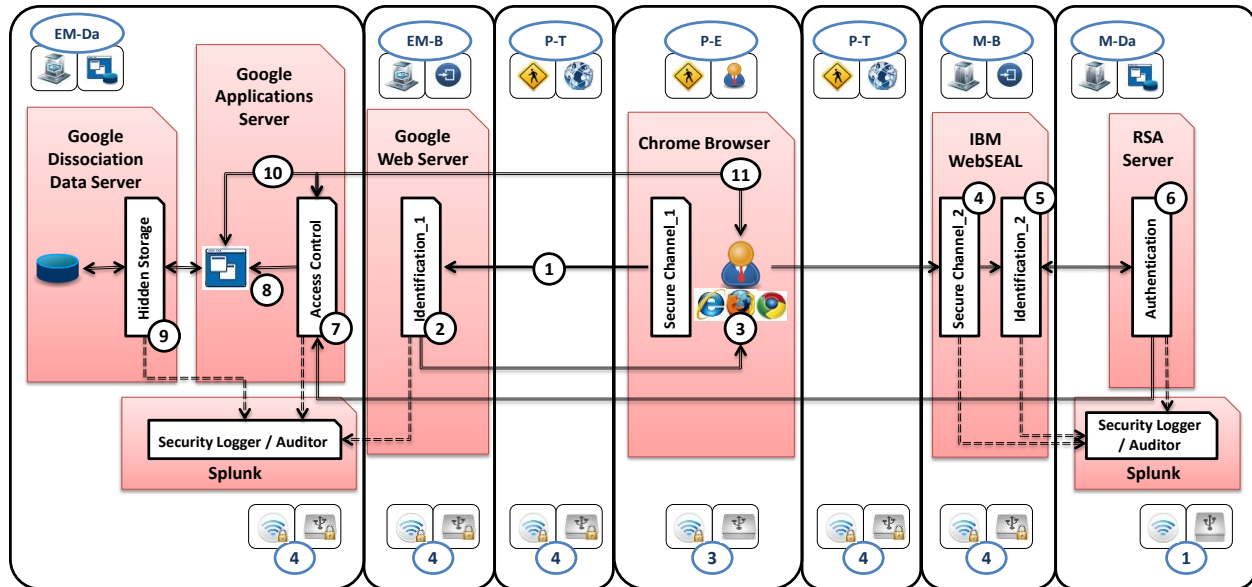 EM-Da
EM-B
P-T
P-E
P-T
M-B
M-Da
Google
Applications
Server
Google
Dissociation
Data Server
Google
Web Server
Chrome Browser
IBM
WebSEAL
RSA
Server
10
11
4
5
6
Hidden Storage
Access Control
Identification_1
Secure Channel_1
Secure Channel_2
Identification_2
Authentication
1
8
9
7
2
3
Security Logger / Auditor
Splunk
Security Logger
/ Auditor
Splunk
4
4
4
3
4
4
1